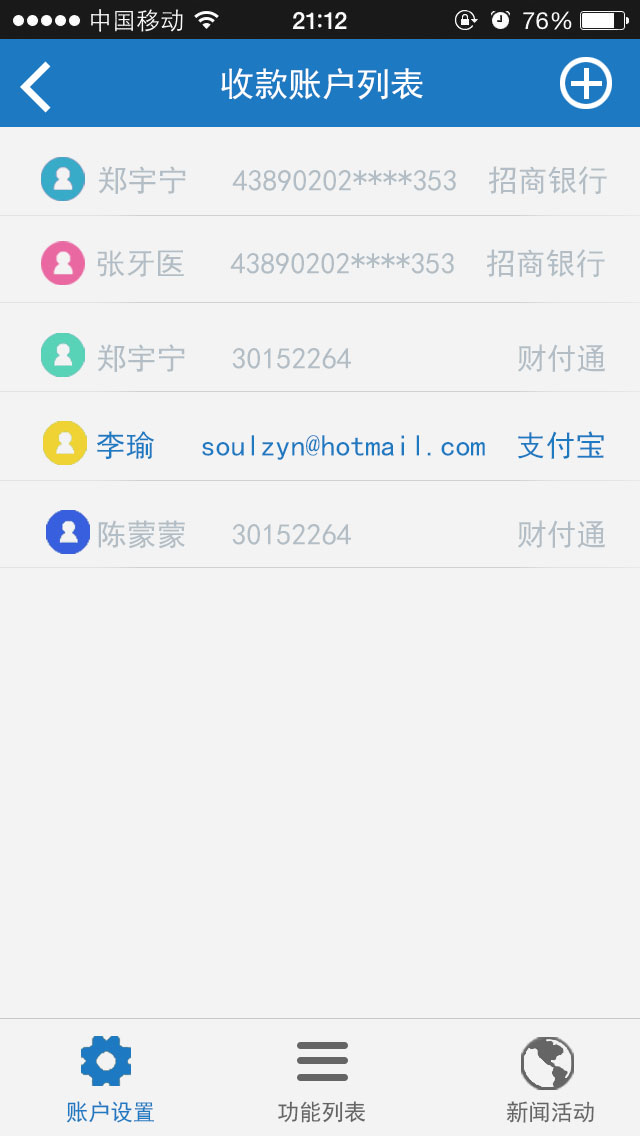 中国移动 21:12 76%
收款账户列表
郑宇宁 43890202****353 招商银行
张牙医 43890202****353 招商银行
郑宇宁 30152264 财付通
李瑜 soulzyn@hotmail.com 支付宝
陈蒙蒙 30152264 财付通
账户设置 功能列表 新闻活动